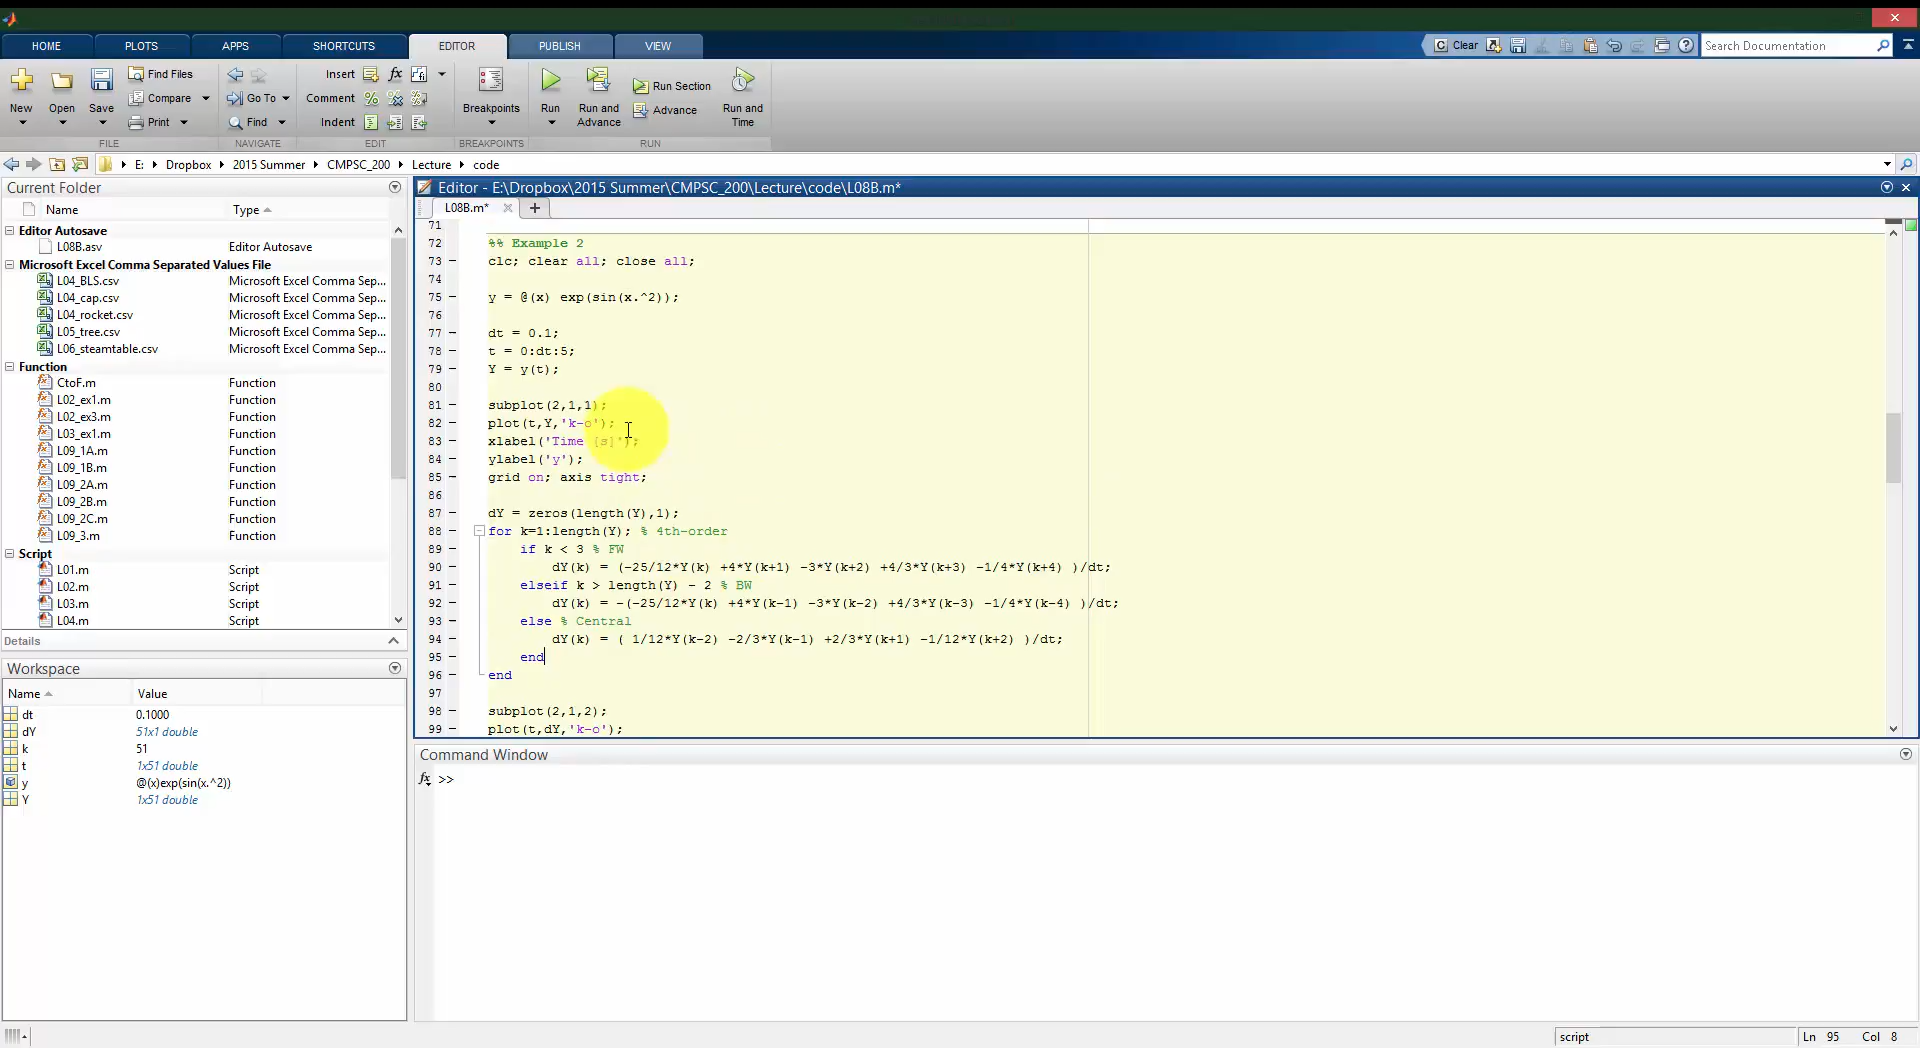 HOME PLOTS APPS SHORTCUTS EDITOR PUBLISH VIEW Clear Search Documentation
Find Files Insert fx Run Section
Compare Go To Comment Advance
New Open Save Print Find Indent Breakpoints Run Run and Advance Run and Time
FILE NAVIGATE EDIT BREAKPOINTS RUN
E: Dropbox 2015 Summer CMPSC_200 Lecture code
Current Folder
Name Type
Editor Autosave
L08B.asv Editor Autosave
Microsoft Excel Comma Separated Values File
L04_BLS.csv Microsoft Excel Comma Sep...
L04_cap.csv Microsoft Excel Comma Sep...
L04_rocket.csv Microsoft Excel Comma Sep...
L05_tree.csv Microsoft Excel Comma Sep...
L06_steamtable.csv Microsoft Excel Comma Sep...
Function
CtoF.m Function
L02_ex1.m Function
L02_ex3.m Function
L03_ex1.m Function
L09_1A.m Function
L09_1B.m Function
L09_2A.m Function
L09_2B.m Function
L09_2C.m Function
L09_3.m Function
Script
L01.m Script
L02.m Script
L03.m Script
L04.m Script
Details
Workspace
Name Value
dt 0.1000
dY 51x1 double
k 51
t 1x51 double
y @(x)exp(sin(x.^2))
Y 1x51 double
Editor - E:\Dropbox\2015 Summer\CMPSC_200\Lecture\code\L08B.m*
L08B.m*
71
72 %% Example 2
73 – clc; clear all; close all;
74
75 – y = @(x) exp(sin(x.^2));
76
77 – dt = 0.1;
78 – t = 0:dt:5;
79 – Y = y(t);
80
81 – subplot(2,1,1);
82 – plot(t,Y,'k-o');
83 – xlabel('Time [s]');
84 – ylabel('y');
85 – grid on; axis tight;
86
87 – dY = zeros(length(Y),1);
88 – for k=1:length(Y); % 4th-order
89 – if k < 3 % FW
90 – dY(k) = (-25/12*Y(k) +4*Y(k+1) -3*Y(k+2) +4/3*Y(k+3) -1/4*Y(k+4) )/dt;
91 – elseif k > length(Y) - 2 % BW
92 – dY(k) = -(-25/12*Y(k) +4*Y(k-1) -3*Y(k-2) +4/3*Y(k-3) -1/4*Y(k-4) )/dt;
93 – else % Central
94 – dY(k) = ( 1/12*Y(k-2) -2/3*Y(k-1) +2/3*Y(k+1) -1/12*Y(k+2) )/dt;
95 – end
96 – end
97
98 – subplot(2,1,2);
99 – plot(t,dY,'k-o');
Command Window
fx >>
script Ln 95 Col 8